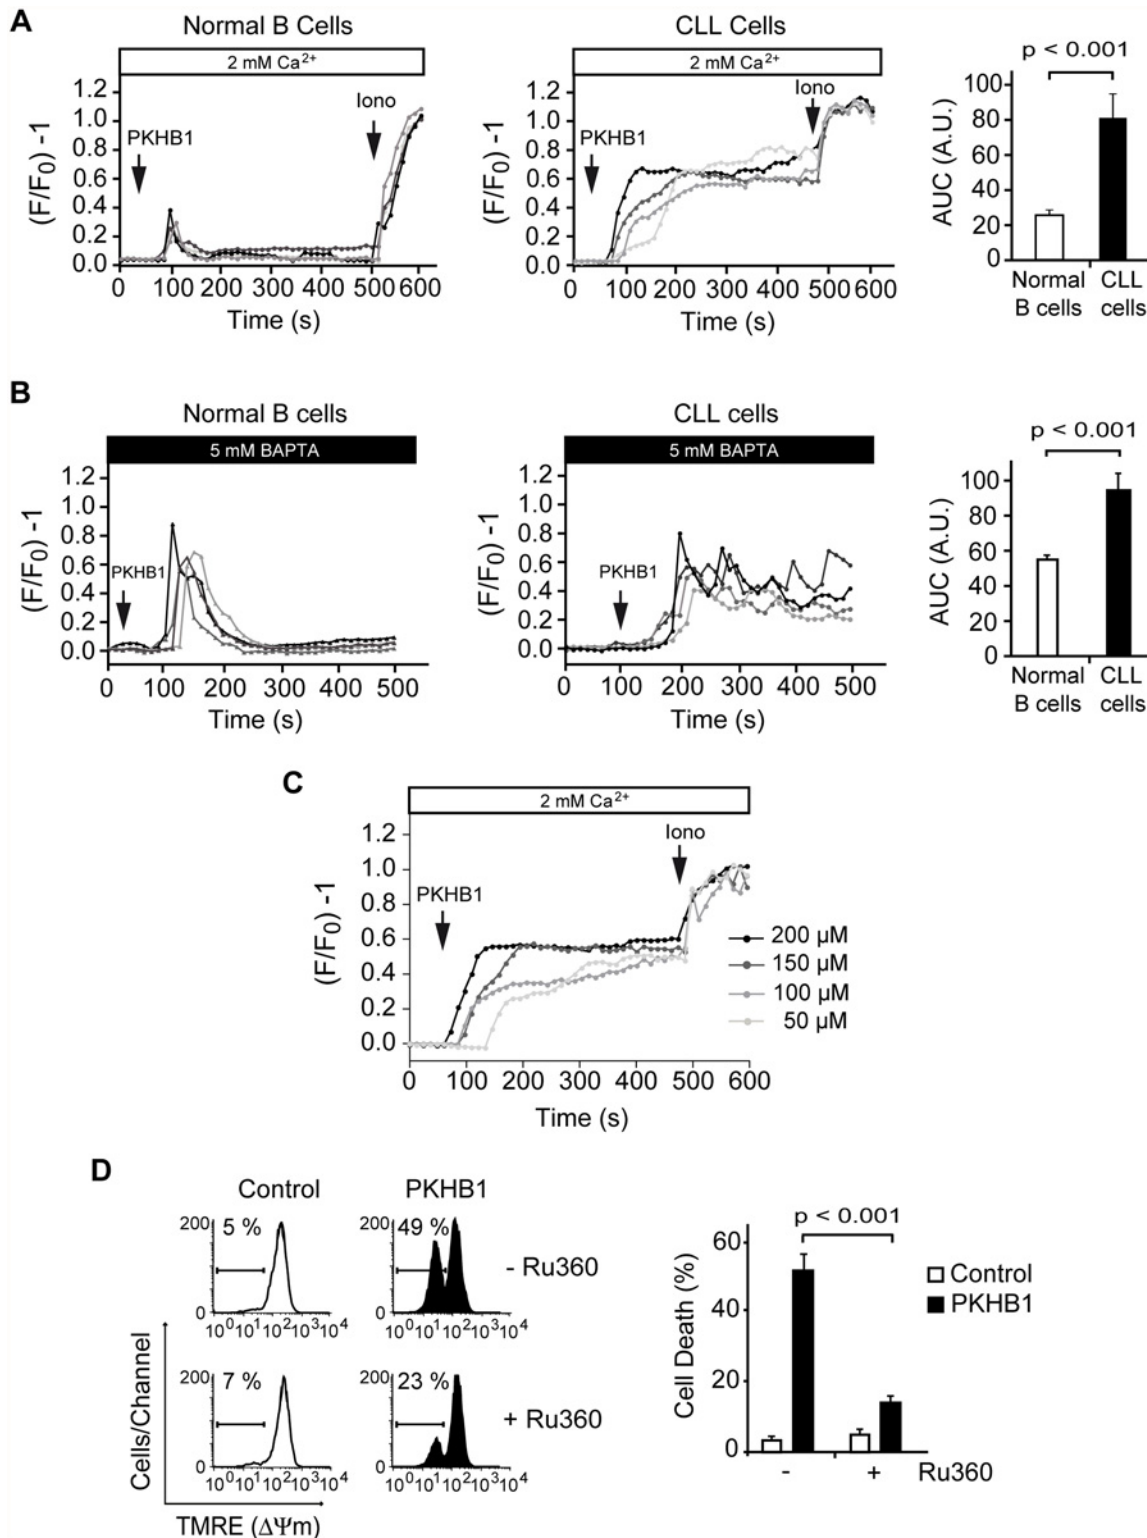 A
Normal B Cells
CLL Cells
p < 0.001
2 mM Ca²⁺
2 mM Ca²⁺
1.2
1.0
0.8
0.6
0.4
0.2
0.0
(F/F₀) -1
PKHB1
Iono
0 100 200 300 400 500 600
Time (s)
1.2
1.0
0.8
0.6
0.4
0.2
0.0
(F/F₀) -1
PKHB1
Iono
0 100 200 300 400 500 600
Time (s)
100
80
60
40
20
0
AUC (A.U.)
Normal B cells
CLL cells
B
Normal B cells
CLL cells
p < 0.001
5 mM BAPTA
5 mM BAPTA
1.2
1.0
0.8
0.6
0.4
0.2
0.0
(F/F₀) -1
PKHB1
0 100 200 300 400 500
Time (s)
1.2
1.0
0.8
0.6
0.4
0.2
0.0
(F/F₀) -1
PKHB1
0 100 200 300 400 500
Time (s)
100
80
60
40
20
0
AUC (A.U.)
Normal B cells
CLL cells
C
2 mM Ca²⁺
1.2
1.0
0.8
0.6
0.4
0.2
0.0
(F/F₀) -1
PKHB1
Iono
200 µM
150 µM
100 µM
50 µM
0 100 200 300 400 500 600
Time (s)
D
Control
PKHB1
200
5 %
0
10⁰ 10¹ 10² 10³ 10⁴
200
49 %
0
10⁰ 10¹ 10² 10³ 10⁴
- Ru360
200
7 %
0
10⁰ 10¹ 10² 10³ 10⁴
200
23 %
0
10⁰ 10¹ 10² 10³ 10⁴
+ Ru360
Cells/Channel
TMRE (ΔΨm)
p < 0.001
60
40
20
0
Cell Death (%)
Control
PKHB1
- + Ru360